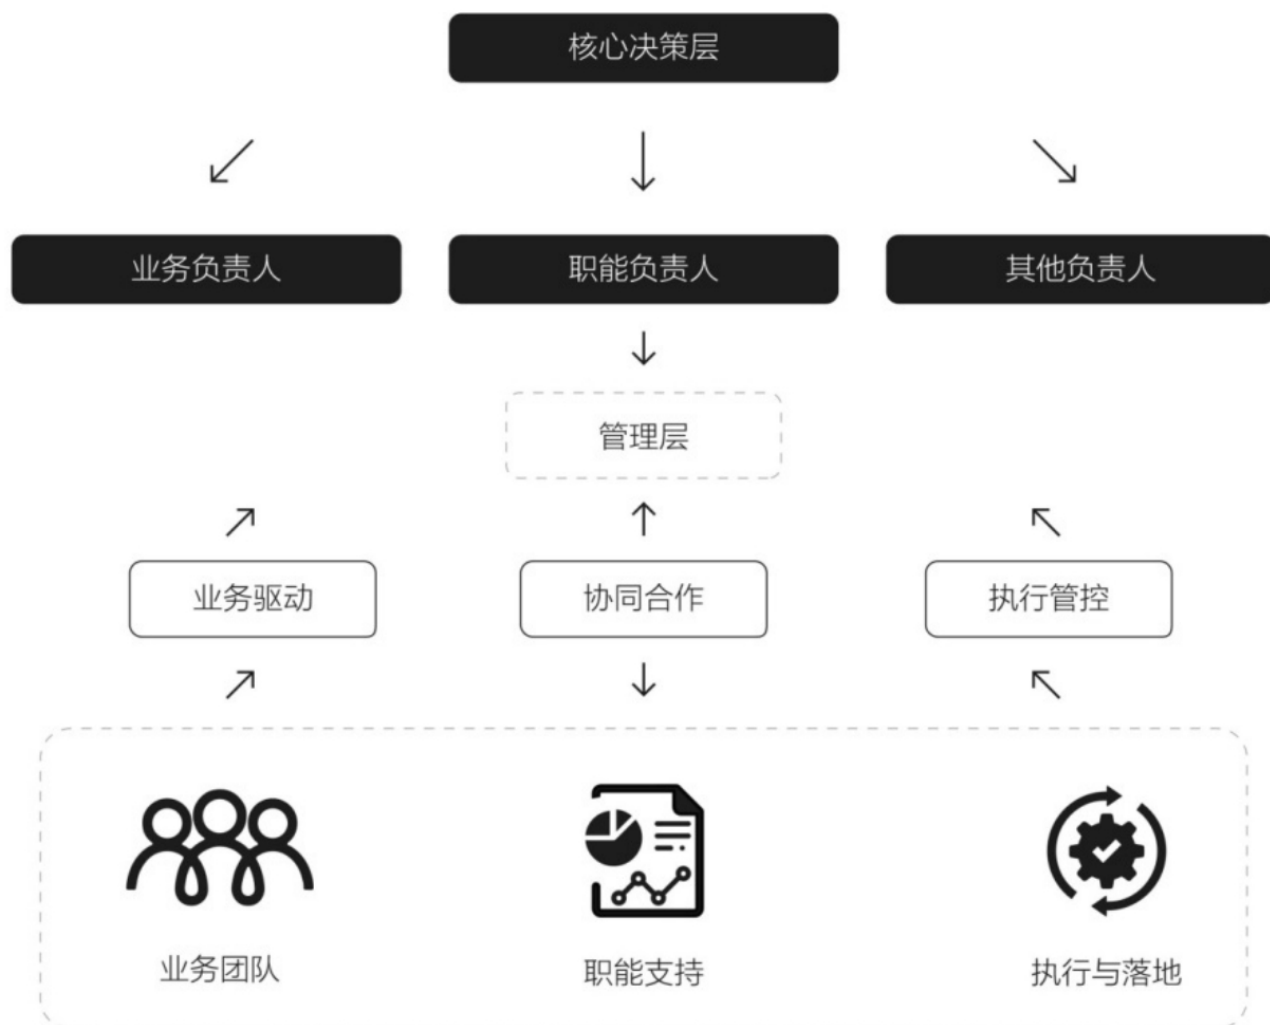 核心决策层
业务负责人
职能负责人
其他负责人
管理层
业务驱动
协同合作
执行管控
业务团队
职能支持
执行与落地